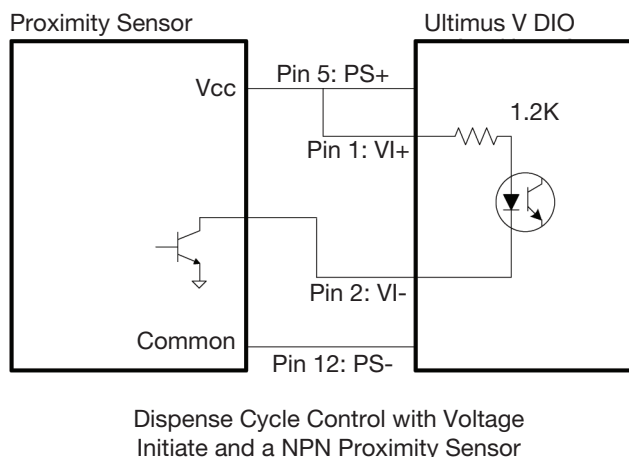 Proximity Sensor
Ultimus V DIO
Vcc
Pin 5: PS+
1.2K
Pin 1: VI+
Pin 2: VI-
Common
Pin 12: PS-
Dispense Cycle Control with Voltage
Initiate and a NPN Proximity Sensor